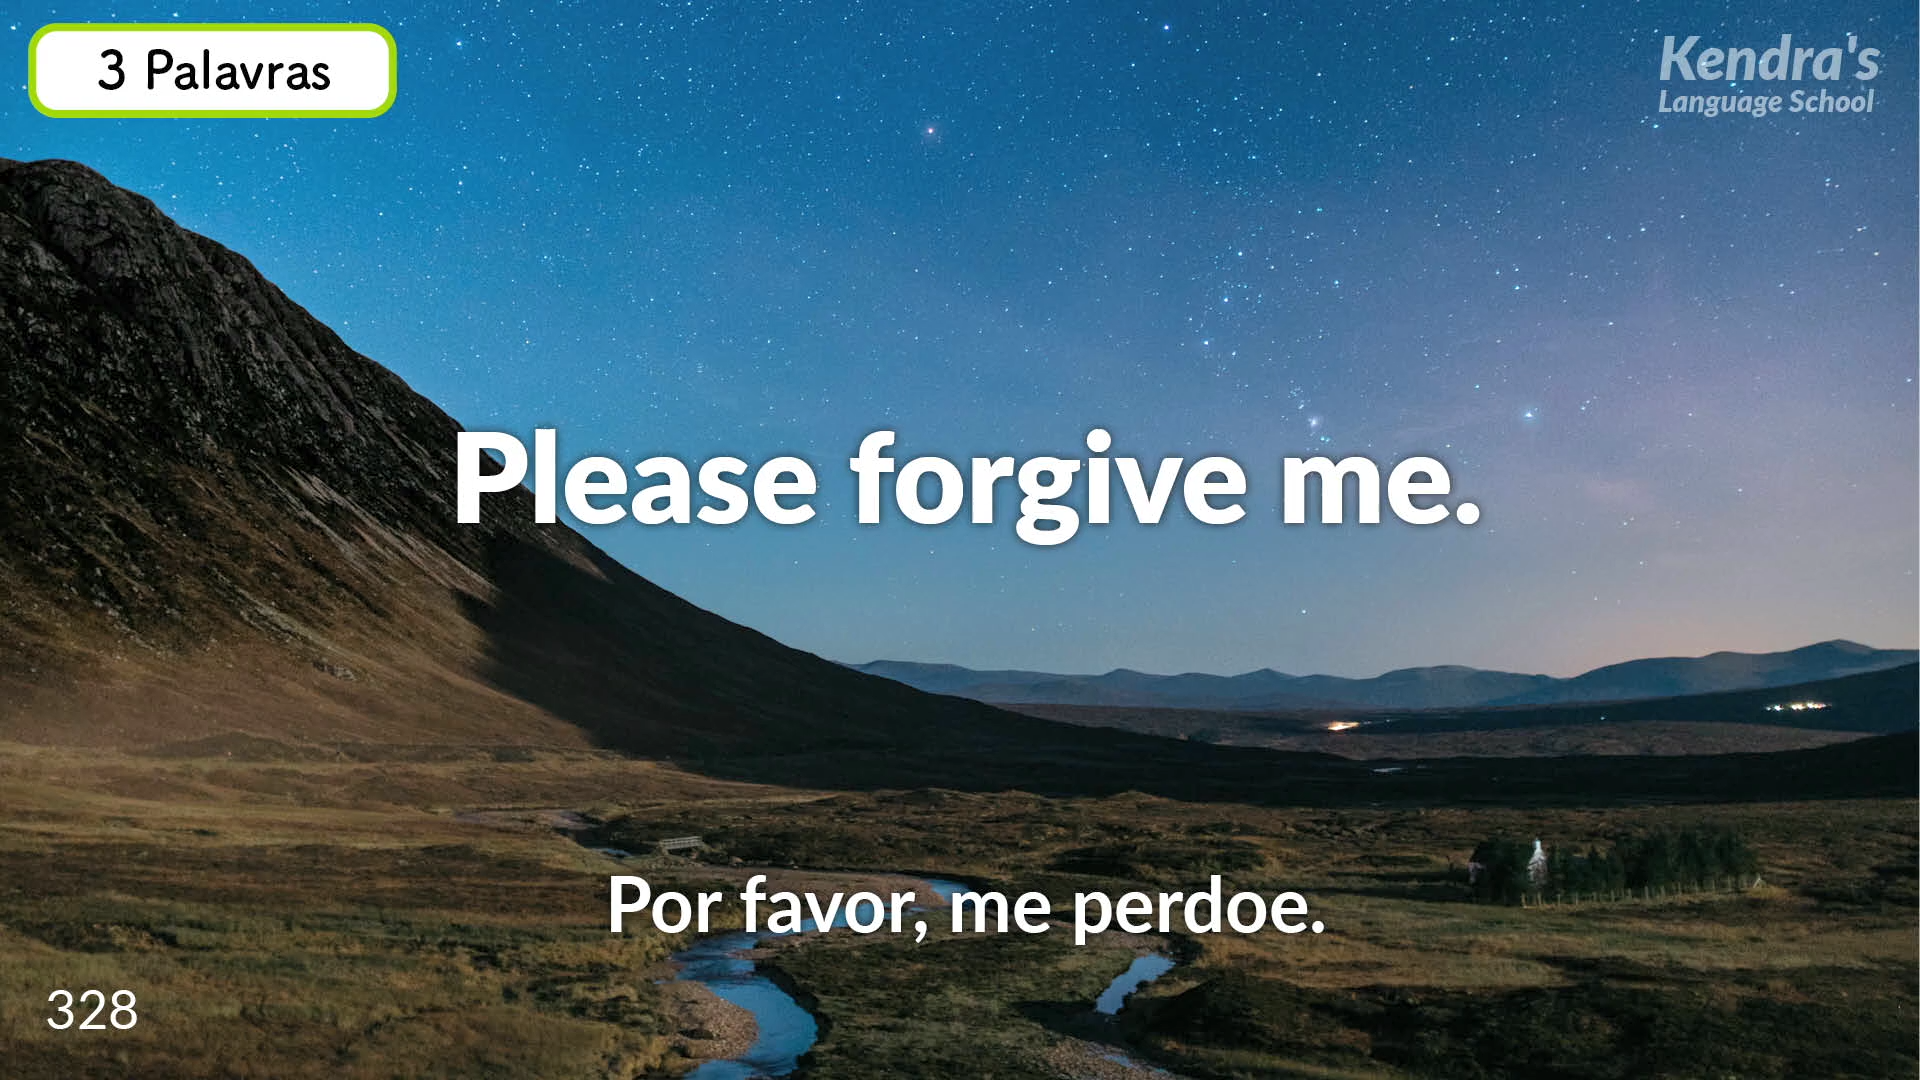 3 Palavras
Kendra's
Language School
Please forgive me.
Por favor, me perdoe.
328